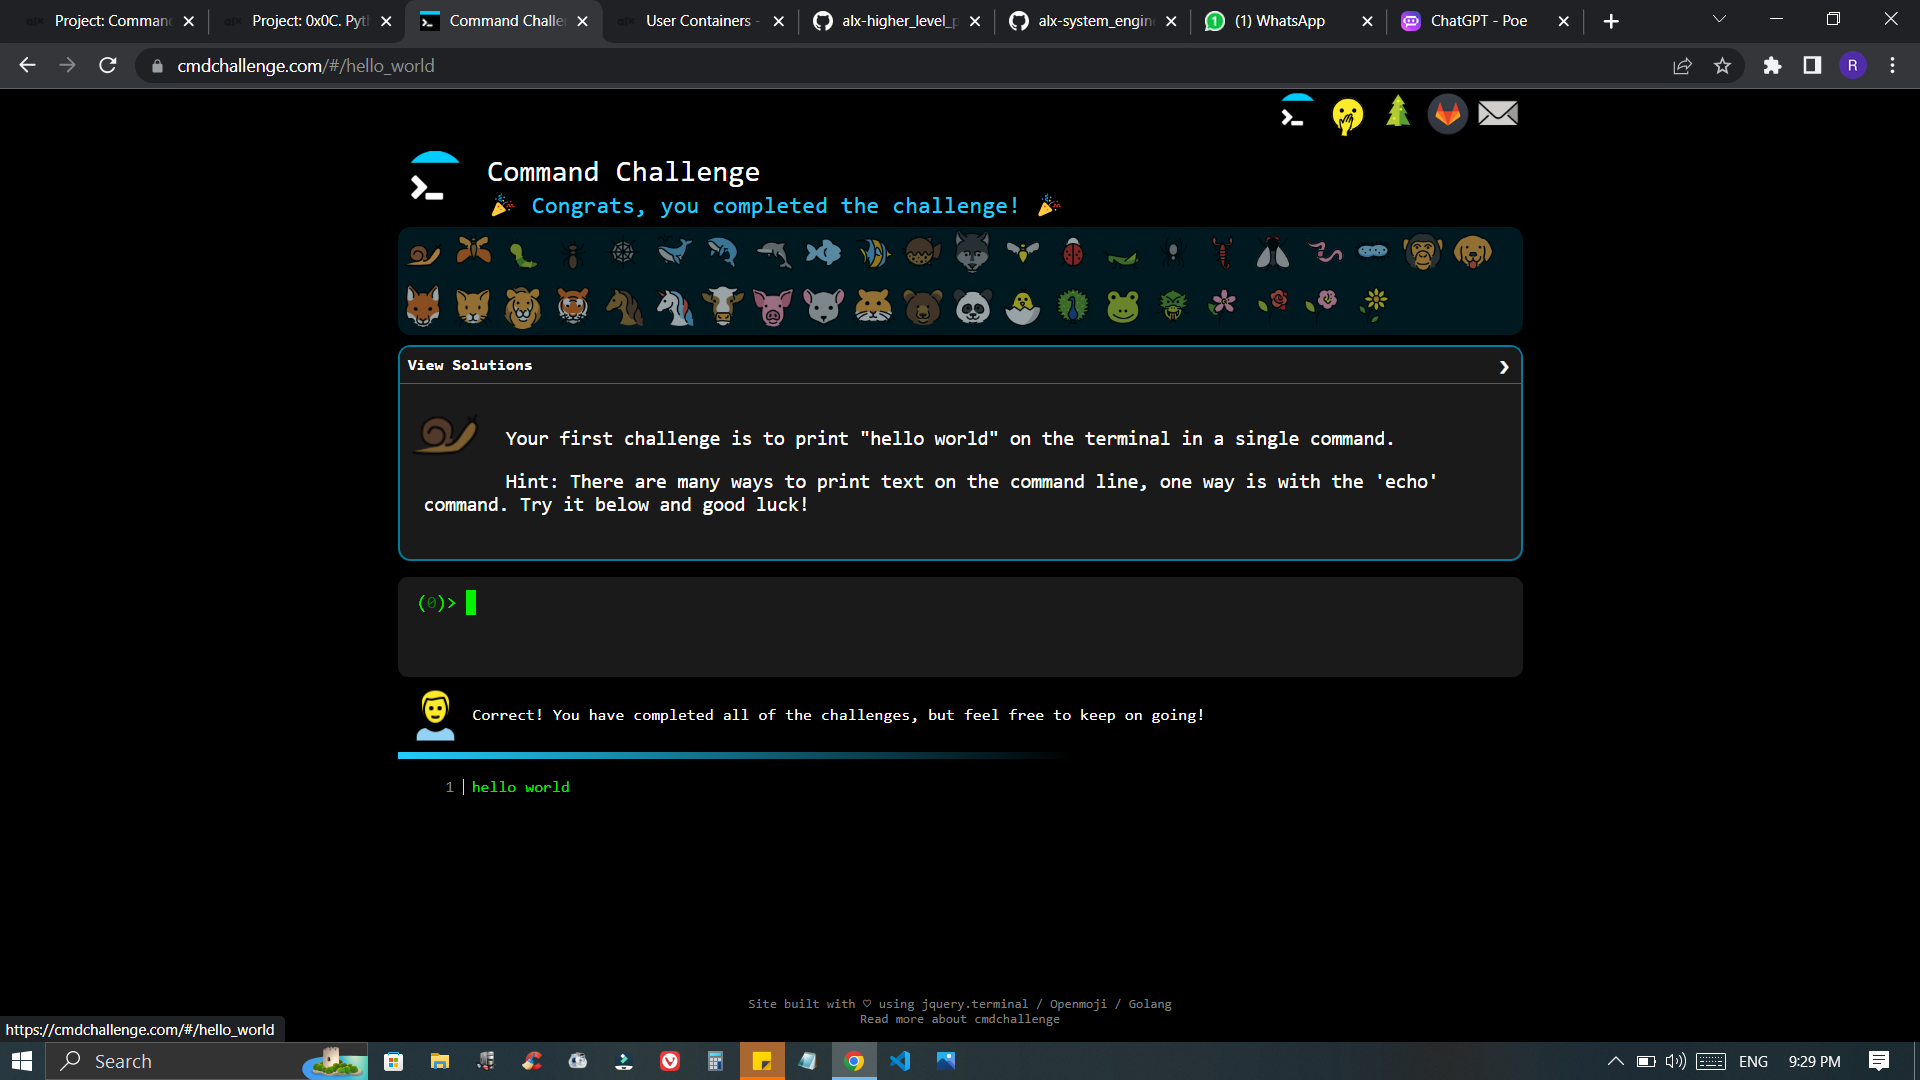 Project: Comman
Project: 0x0C. Pyt
Command Challe
User Containers -
alx-higher_level_p
alx-system_engin
(1) WhatsApp
ChatGPT - Poe
cmdchallenge.com/#/hello_world
R
Command Challenge
Congrats, you completed the challenge!
View Solutions
Your first challenge is to print "hello world" on the terminal in a single command.
Hint: There are many ways to print text on the command line, one way is with the 'echo'
command. Try it below and good luck!
(0)>
Correct! You have completed all of the challenges, but feel free to keep on going!
1 hello world
Site built with ♡ using jquery.terminal / Openmoji / Golang
Read more about cmdchallenge
https://cmdchallenge.com/#/hello_world
Search
ENG
9:29 PM